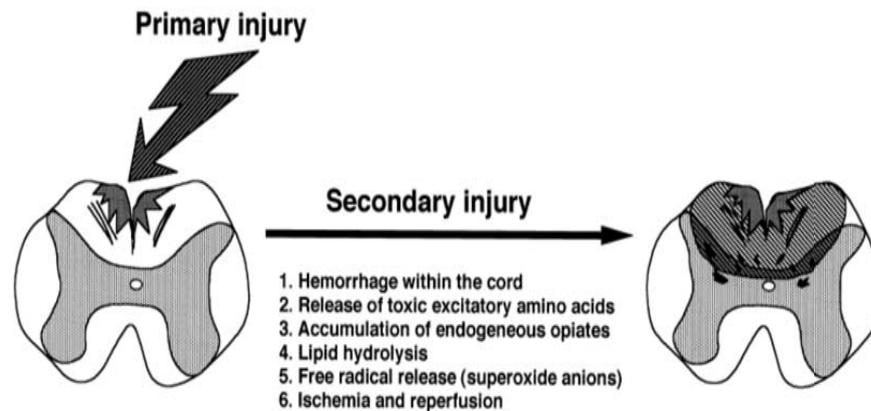 Primary injury
Secondary injury
1. Hemorrhage within the cord
2. Release of toxic excitatory amino acids
3. Accumulation of endogeneous opiates
4. Lipid hydrolysis
5. Free radical release (superoxide anions)
6. Ischemia and reperfusion